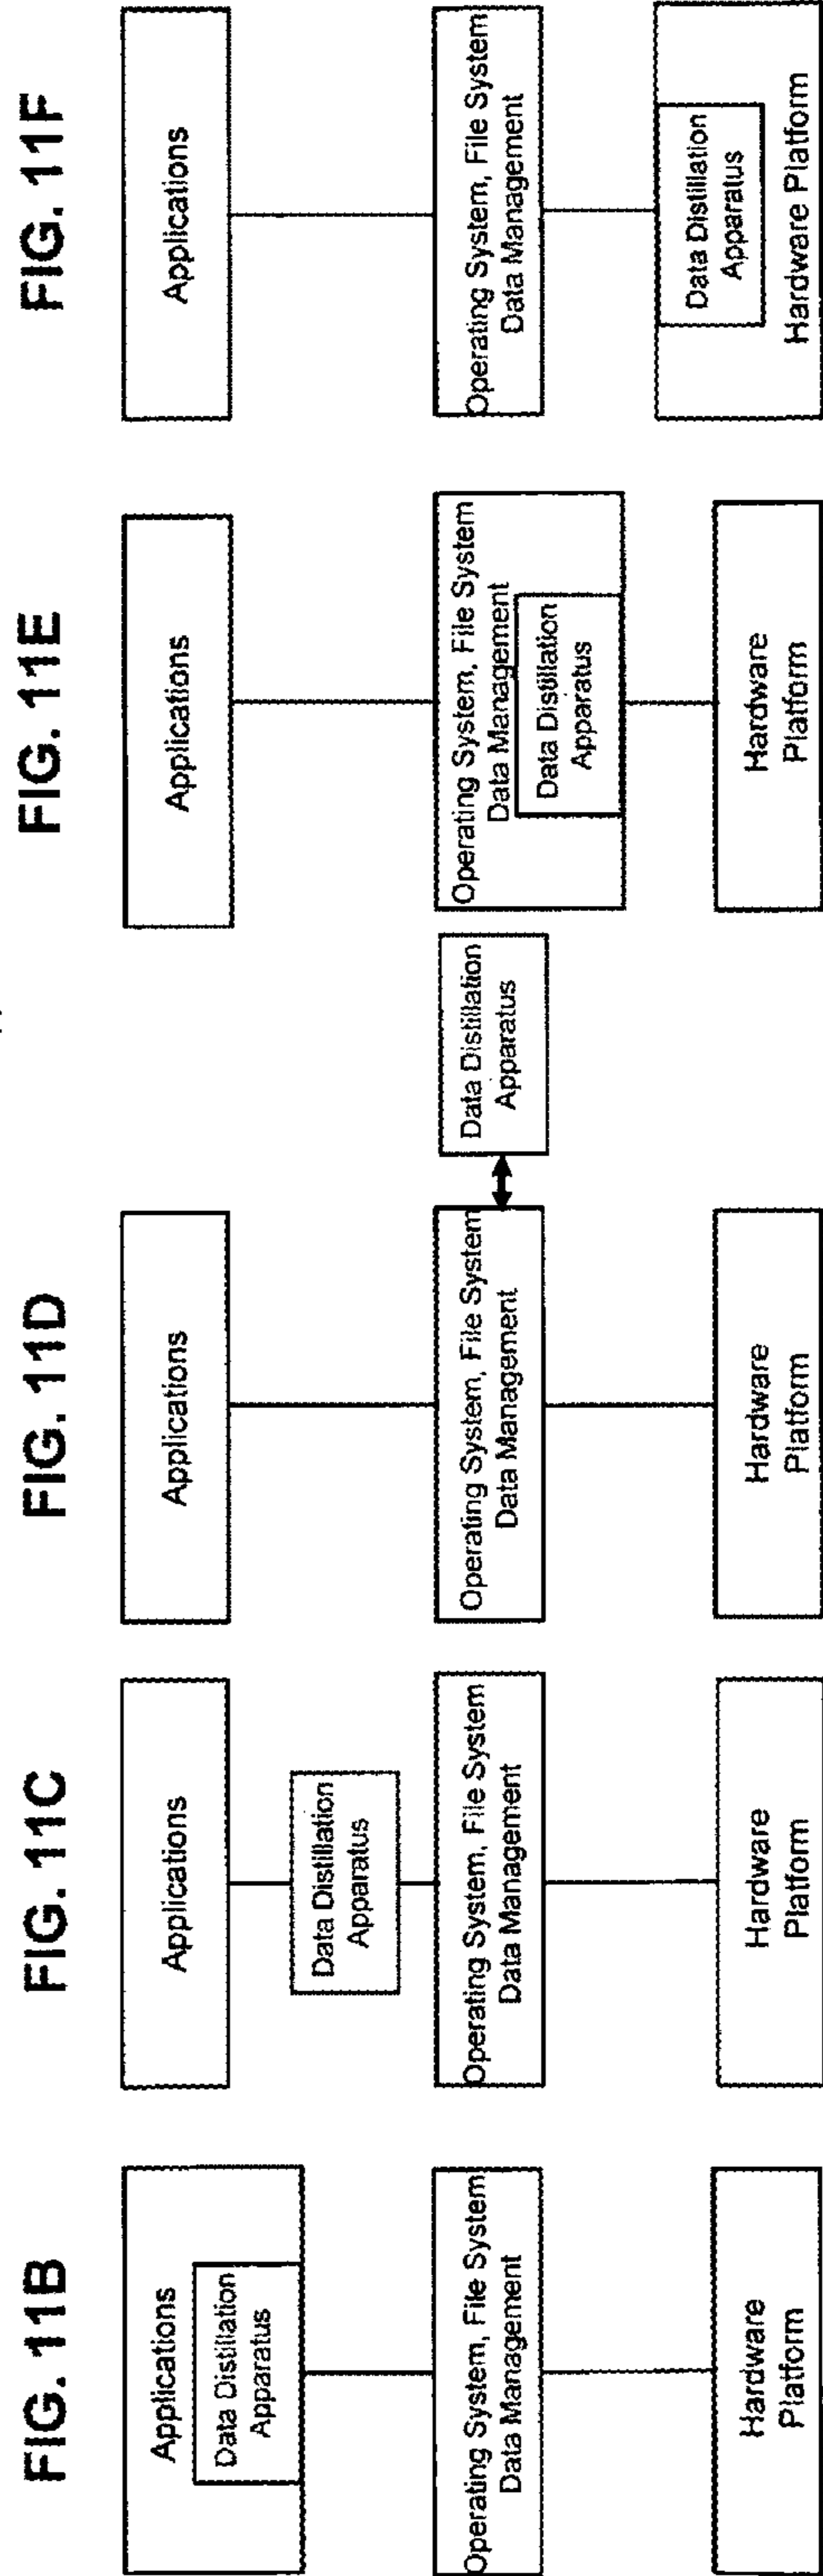 FIG. 11B
Applications
Data Distillation
Apparatus
Operating System, File System
Data Management
Hardware
Platform
FIG. 11C
Applications
Data Distillation
Apparatus
Operating System, File System
Data Management
Hardware
Platform
FIG. 11D
Applications
Operating System, File System
Data Management
Data Distillation
Apparatus
Hardware
Platform
FIG. 11E
Applications
Operating System, File System
Data Management
Data Distillation
Apparatus
Hardware
Platform
FIG. 11F
Applications
Operating System, File System
Data Management
Data Distillation
Apparatus
Hardware Platform